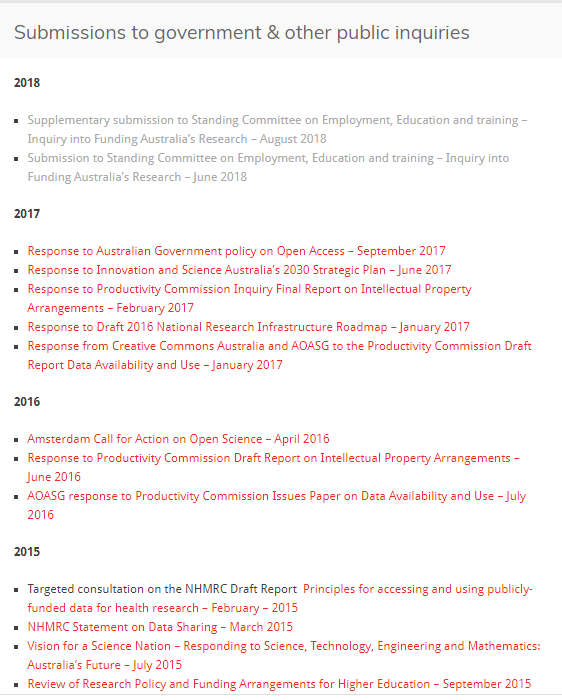 Submissions to government & other public inquiries
2018
Supplementary submission to Standing Committee on Employment, Education and training –
Inquiry into Funding Australia's Research – August 2018
Submission to Standing Committee on Employment, Education and training – Inquiry into
Funding Australia's Research – June 2018
2017
Response to Australian Government policy on Open Access – September 2017
Response to Innovation and Science Australia's 2030 Strategic Plan – June 2017
Response to Productivity Commission Inquiry Final Report on Intellectual Property
Arrangements – February 2017
Response to Draft 2016 National Research Infrastructure Roadmap – January 2017
Response from Creative Commons Australia and AOASG to the Productivity Commission Draft
Report Data Availability and Use – January 2017
2016
Amsterdam Call for Action on Open Science – April 2016
Response to Productivity Commission Draft Report on Intellectual Property Arrangements –
June 2016
AOASG response to Productivity Commission Issues Paper on Data Availability and Use – July
2016
2015
Targeted consultation on the NHMRC Draft Report Principles for accessing and using publicly-
funded data for health research – February – 2015
NHMRC Statement on Data Sharing – March 2015
Vision for a Science Nation – Responding to Science, Technology, Engineering and Mathematics:
Australia's Future – July 2015
Review of Research Policy and Funding Arrangements for Higher Education – September 2015